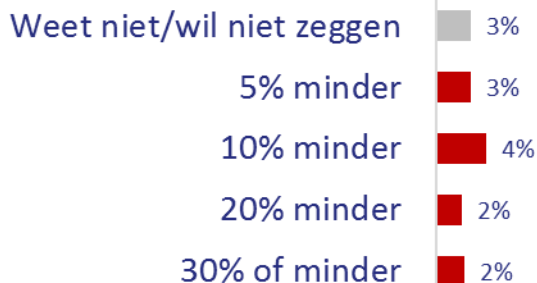 Weet niet/wil niet zeggen 3%
5% minder 3%
10% minder 4%
20% minder 2%
30% of minder 2%